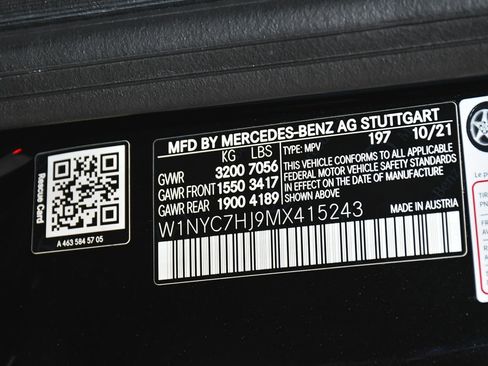 MFD BY MERCEDES-BENZ AG STUTTGART
KG LBS TYPE: MPV 197 10/21
GVWR 3200 7056 THIS VEHICLE CONFORMS TO ALL APPLICABLE
GAWR FRONT 1550 3417 FEDERAL MOTOR VEHICLE SAFETY STANDARDS
GAWR REAR 1900 4189 IN EFFECT ON THE DATE OF MANUFACTURE
SHOWN ABOVE.
W1NYC7HJ9MX415243 MADE IN AUSTRIA
Rescue Card
A 463 584 57 05
Le p
TIR